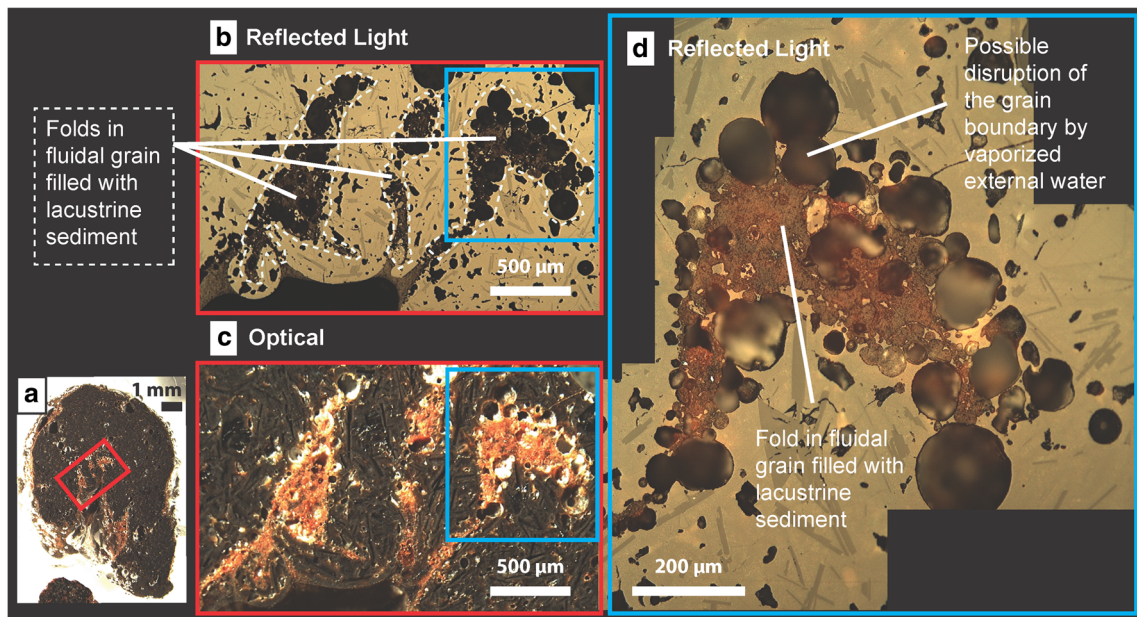 b Reflected Light
Folds in
fluidal grain
filled with
lacustrine
sediment
500 µm
c Optical
a
1 mm
500 µm
d Reflected Light
Possible
disruption of
the grain
boundary by
vaporized
external water
Fold in fluidal
grain filled with
lacustrine
sediment
200 µm